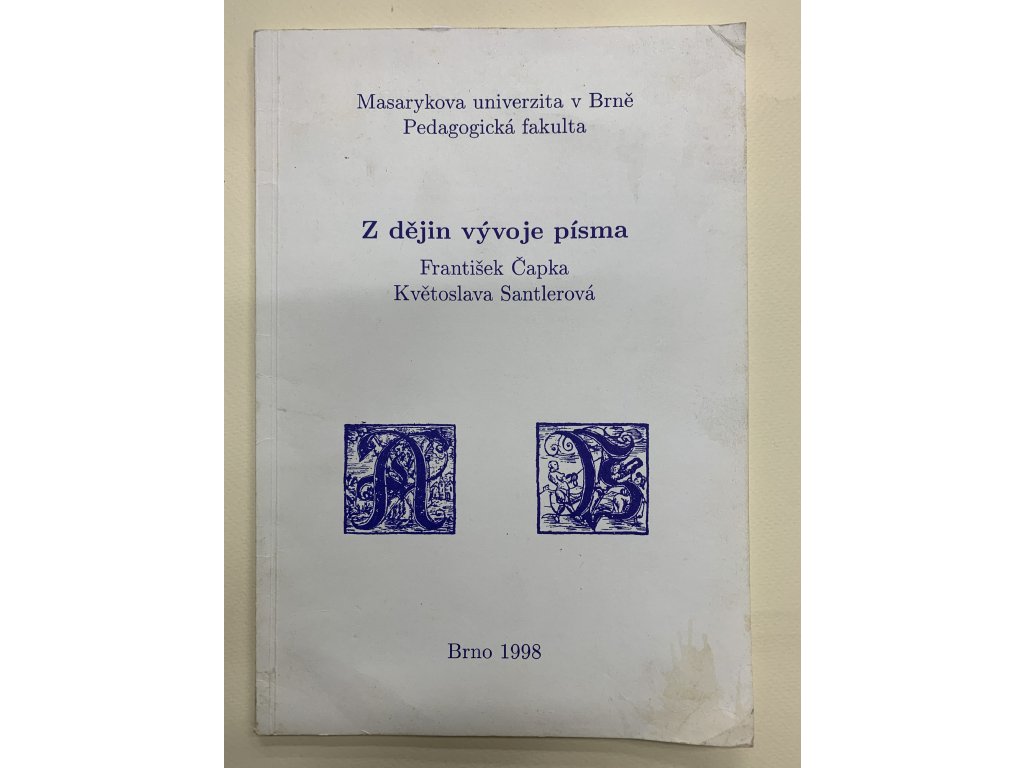 Masarykova univerzita v Brně
Pedagogická fakulta
Z dějin vývoje písma
František Čapka
Květoslava Santlerová
A B
Brno 1998